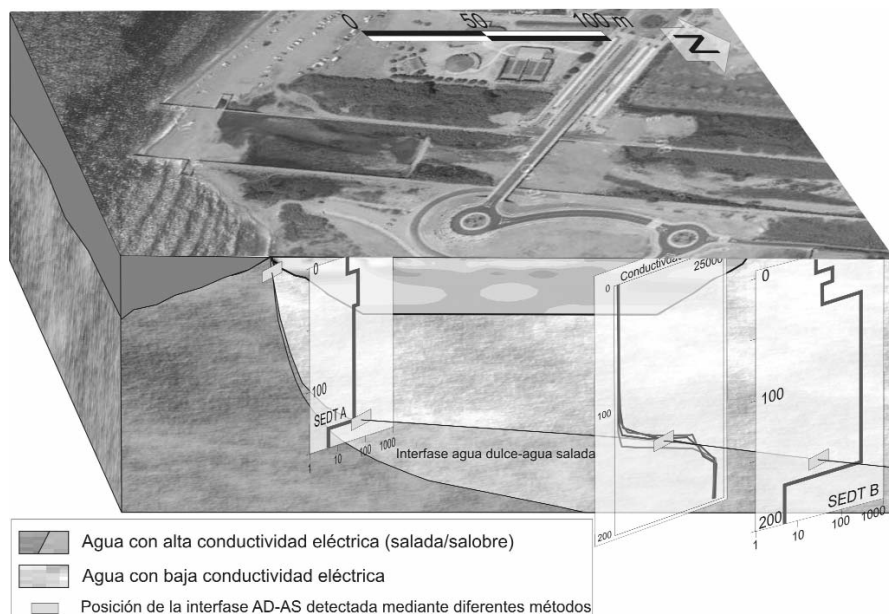 0 50 100 m
N
0
100
SEDT A
1 10 100 1000
Interfase agua dulce-agua salada
Conductivida 25000
0
100
200
0
100
200
SEDT B
1 10 100 1000
Agua con alta conductividad eléctrica (salada/salobre)
Agua con baja conductividad eléctrica
Posición de la interfase AD-AS detectada mediante diferentes métodos